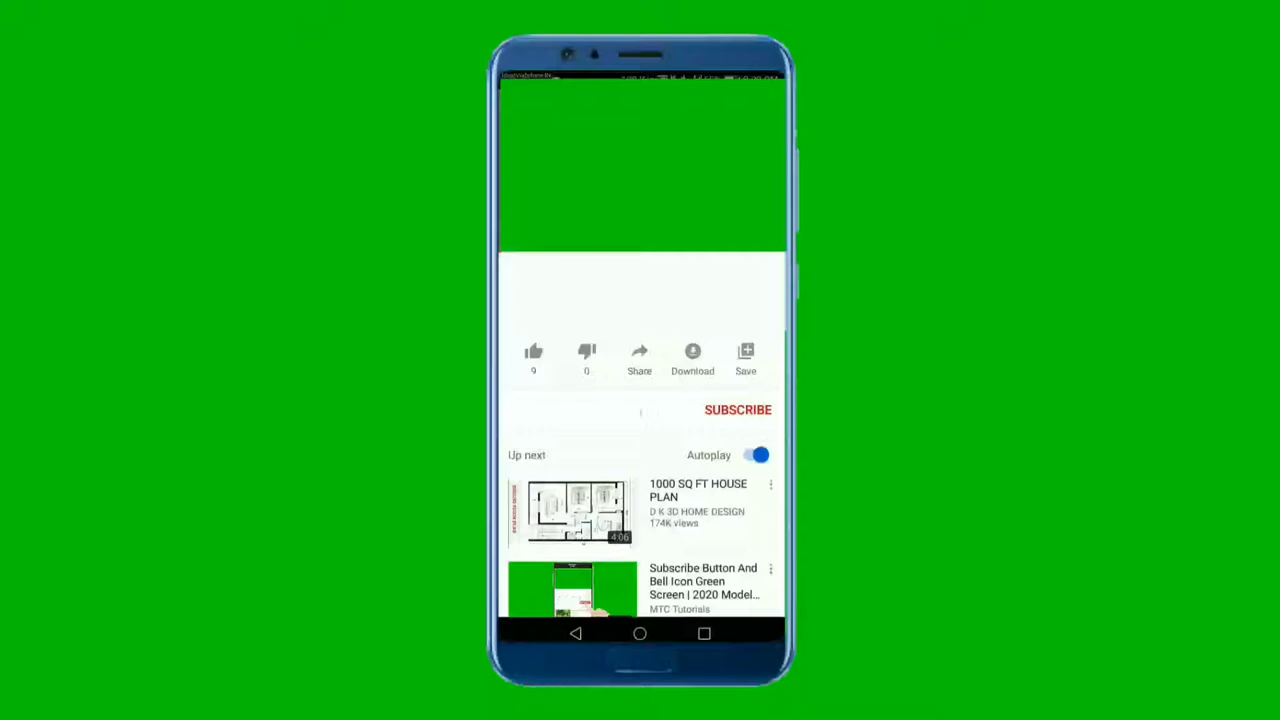 9
0
Share
Download
Save
SUBSCRIBE
Up next
Autoplay
1000 SQ FT HOUSE
PLAN
D K 3D HOME DESIGN
174K views
4:06
Subscribe Button And
Bell Icon Green
Screen | 2020 Model...
MTC Tutorials